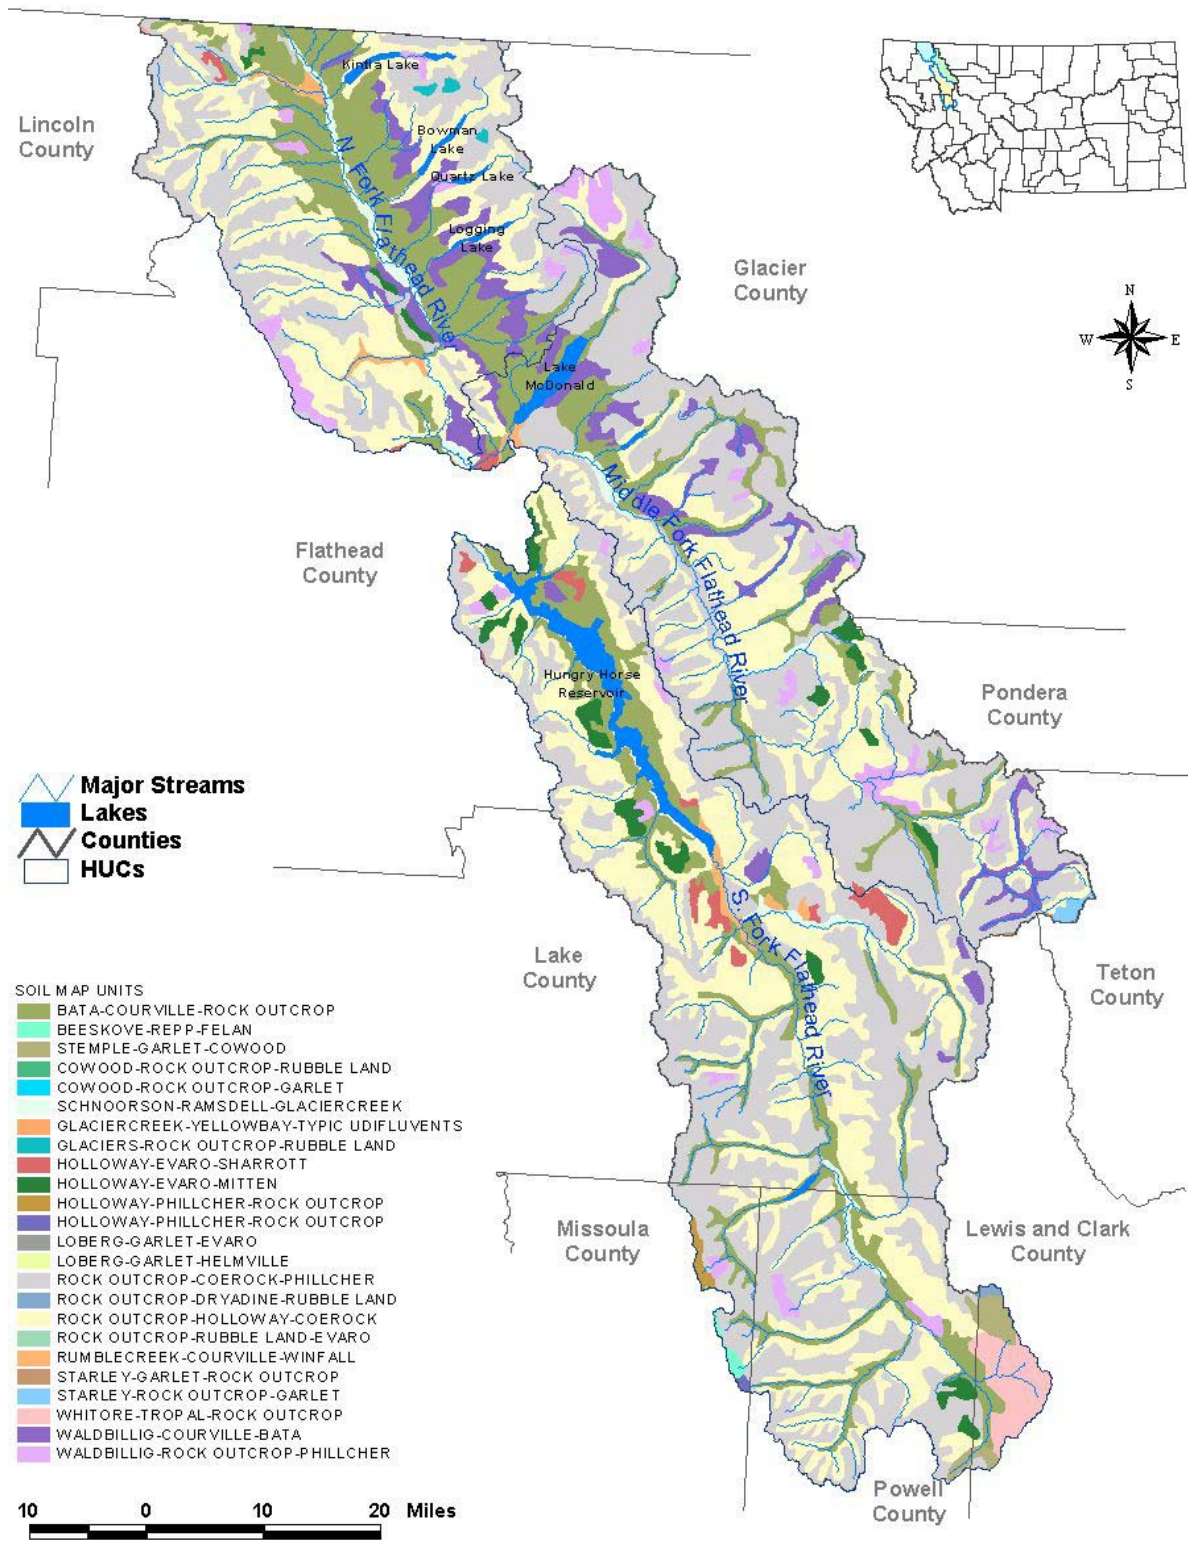 Kintla Lake
Lincoln
County
Bowman
Lake
Quartz Lake
N. Fork Flathead River
Logging
Lake
Glacier
County
N
W
E
S
Lake
McDonald
Middle Fork Flathead River
Flathead
County
Hungry Horse
Reservoir
Pondera
County
Major Streams
Lakes
Counties
HUCs
S. Fork Flathead River
Lake
County
Teton
County
SOIL MAP UNITS
BATA-COURVILLE-ROCK OUTCROP
BEESKOVE-REPP-FELAN
STEMPLE-GARLET-COWOOD
COWOOD-ROCK OUTCROP-RUBBLE LAND
COWOOD-ROCK OUTCROP-GARLET
SCHNOORSON-RAMSDELL-GLACIERCREEK
GLACIERCREEK-YELLOWBAY-TYPIC UDIFLUVENTS
GLACIERS-ROCK OUTCROP-RUBBLE LAND
HOLLOWAY-EVARO-SHARROTT
HOLLOWAY-EVARO-MITTEN
HOLLOWAY-PHILLCHER-ROCK OUTCROP
HOLLOWAY-PHILLCHER-ROCK OUTCROP
LOBERG-GARLET-EVARO
LOBERG-GARLET-HELMVILLE
ROCK OUTCROP-COEROCK-PHILLCHER
ROCK OUTCROP-DRYADINE-RUBBLE LAND
ROCK OUTCROP-HOLLOWAY-COEROCK
ROCK OUTCROP-RUBBLE LAND-EVARO
RUMBLECREEK-COURVILLE-WINFALL
STARLEY-GARLET-ROCK OUTCROP
STARLEY-ROCK OUTCROP-GARLET
WHITORE-TROPAL-ROCK OUTCROP
WALDBILLIG-COURVILLE-BATA
WALDBILLIG-ROCK OUTCROP-PHILLCHER
Missoula
County
Lewis and Clark
County
Powell
County
10 0 10 20 Miles